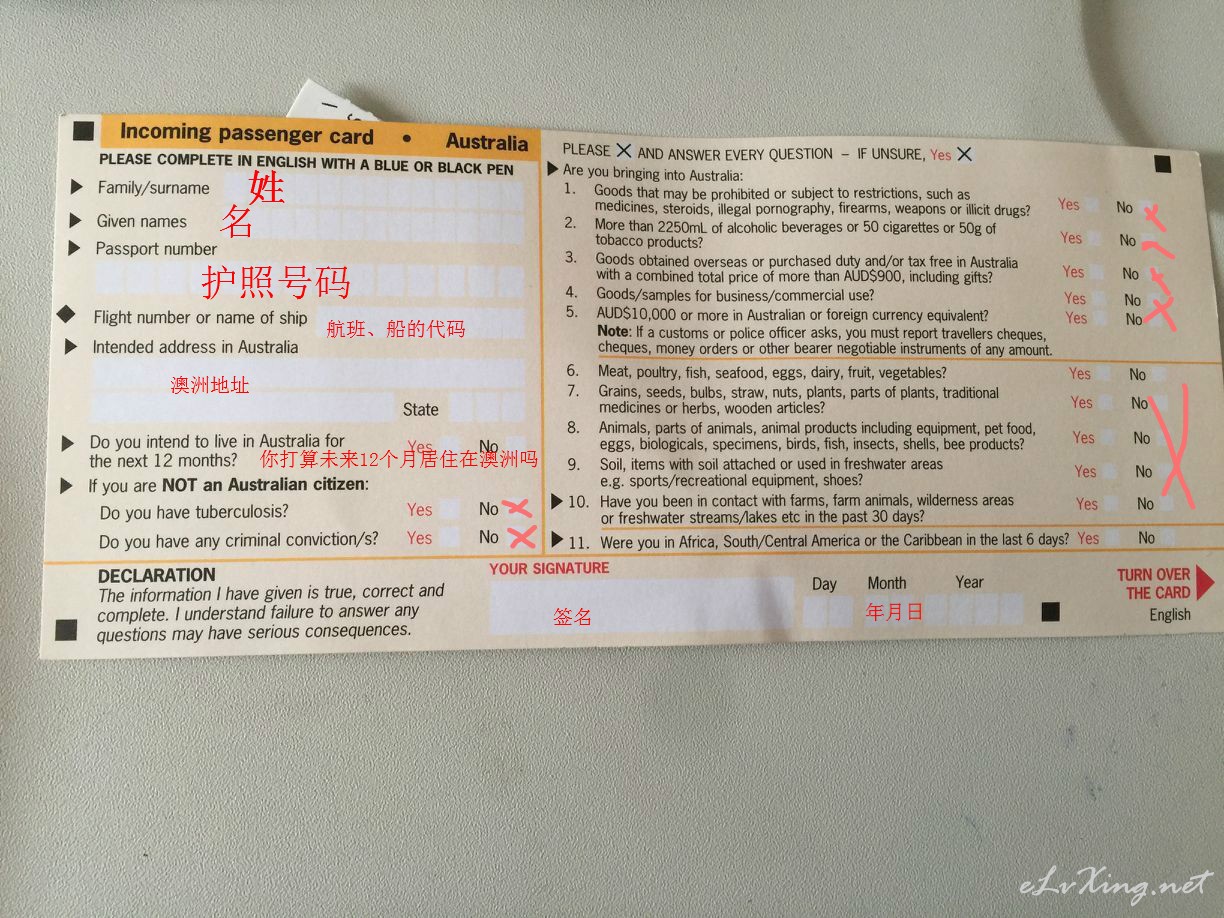 Incoming passenger card • Australia
PLEASE COMPLETE IN ENGLISH WITH A BLUE OR BLACK PEN
Family/surname 姓
Given names 名
Passport number
护照号码
Flight number or name of ship 航班、船的代码
Intended address in Australia
澳洲地址
State
Do you intend to live in Australia for
the next 12 months? Yes No
你打算未来12个月居住在澳洲吗
If you are NOT an Australian citizen:
Do you have tuberculosis? Yes No
Do you have any criminal conviction/s? Yes No
PLEASE X AND ANSWER EVERY QUESTION – IF UNSURE, Yes X
Are you bringing into Australia:
1. Goods that may be prohibited or subject to restrictions, such as
medicines, steroids, illegal pornography, firearms, weapons or illicit drugs? Yes No
2. More than 2250mL of alcoholic beverages or 50 cigarettes or 50g of
tobacco products? Yes No
3. Goods obtained overseas or purchased duty and/or tax free in Australia
with a combined total price of more than AUD$900, including gifts? Yes No
4. Goods/samples for business/commercial use? Yes No
5. AUD$10,000 or more in Australian or foreign currency equivalent? Yes No
Note: If a customs or police officer asks, you must report travellers cheques,
cheques, money orders or other bearer negotiable instruments of any amount.
6. Meat, poultry, fish, seafood, eggs, dairy, fruit, vegetables? Yes No
7. Grains, seeds, bulbs, straw, nuts, plants, parts of plants, traditional
medicines or herbs, wooden articles? Yes No
8. Animals, parts of animals, animal products including equipment, pet food,
eggs, biologicals, specimens, birds, fish, insects, shells, bee products? Yes No
9. Soil, items with soil attached or used in freshwater areas
e.g. sports/recreational equipment, shoes? Yes No
10. Have you been in contact with farms, farm animals, wilderness areas
or freshwater streams/lakes etc in the past 30 days? Yes No
11. Were you in Africa, South/Central America or the Caribbean in the last 6 days? Yes No
DECLARATION
The information I have given is true, correct and
complete. I understand failure to answer any
questions may have serious consequences.
YOUR SIGNATURE
签名
Day Month Year
年月日
TURN OVER
THE CARD
English
eLvXing.net